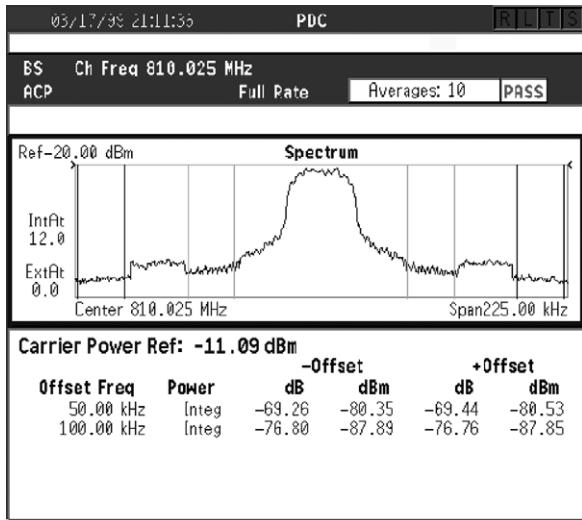 03/17/99 21:11:36 PDC R L T S
BS Ch Freq 810.025 MHz
ACP Full Rate Averages: 10 PASS
Ref-20.00 dBm Spectrum
IntAt
12.0
ExtAt
0.0
Center 810.025 MHz Span225.00 kHz
Carrier Power Ref: -11.09 dBm
-Offset +Offset
Offset Freq Power dB dBm dB dBm
50.00 kHz Integ -69.26 -80.35 -69.44 -80.53
100.00 kHz Integ -76.80 -87.89 -76.76 -87.85